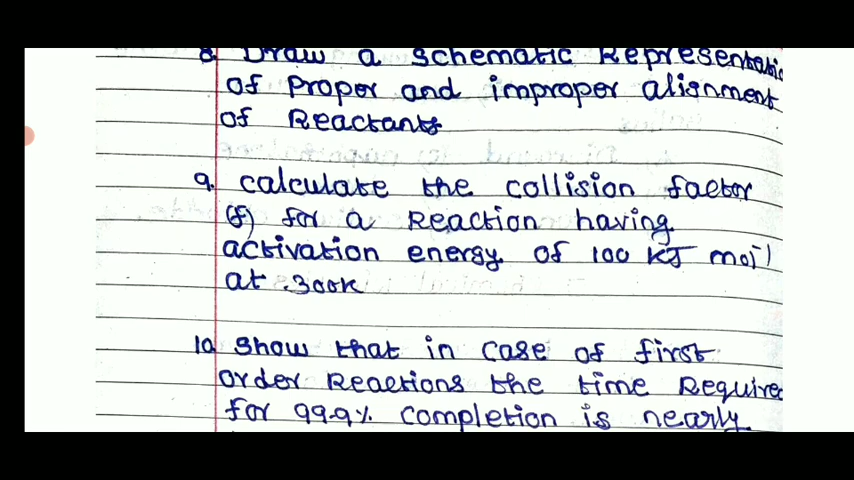 8. Draw a Schematic Representatio
of Proper and improper alignment
of Reactants
9. Calculate the collision factor
(f) for a Reaction having
activation energy of 100 KJ mol⁻¹
at 300K
10 Show that in case of first
order Reactions the time Require
for 99.9% completion is nearly